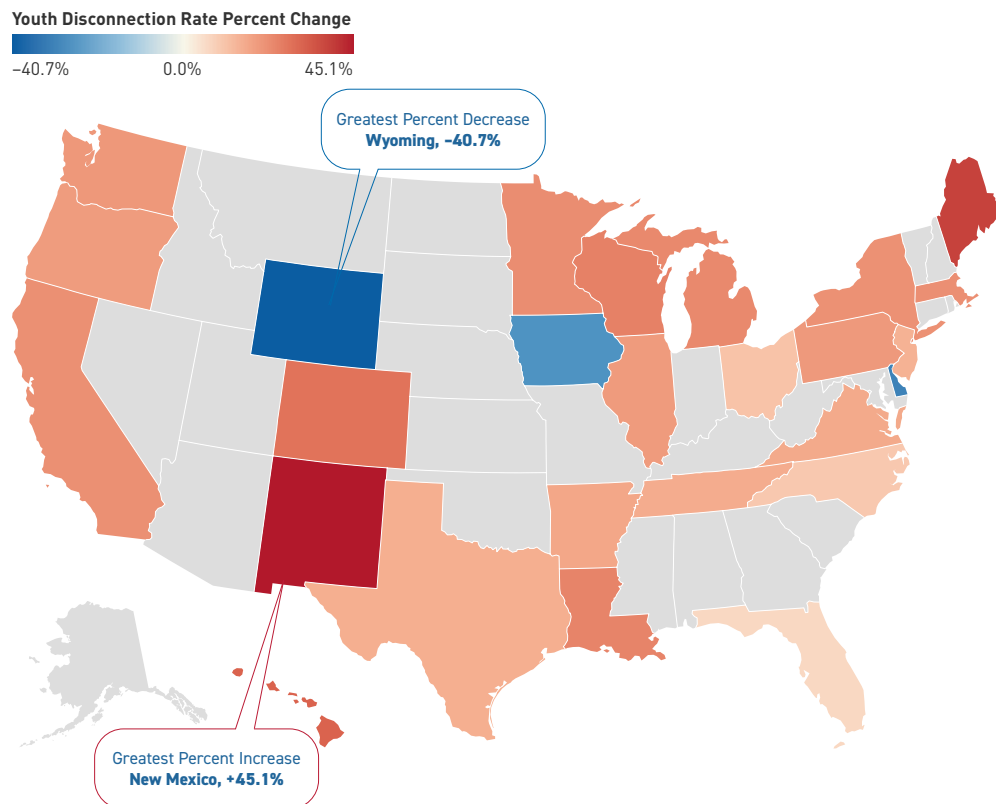 Youth Disconnection Rate Percent Change
−40.7% 0.0% 45.1%
Greatest Percent Decrease
Wyoming, −40.7%
Greatest Percent Increase
New Mexico, +45.1%